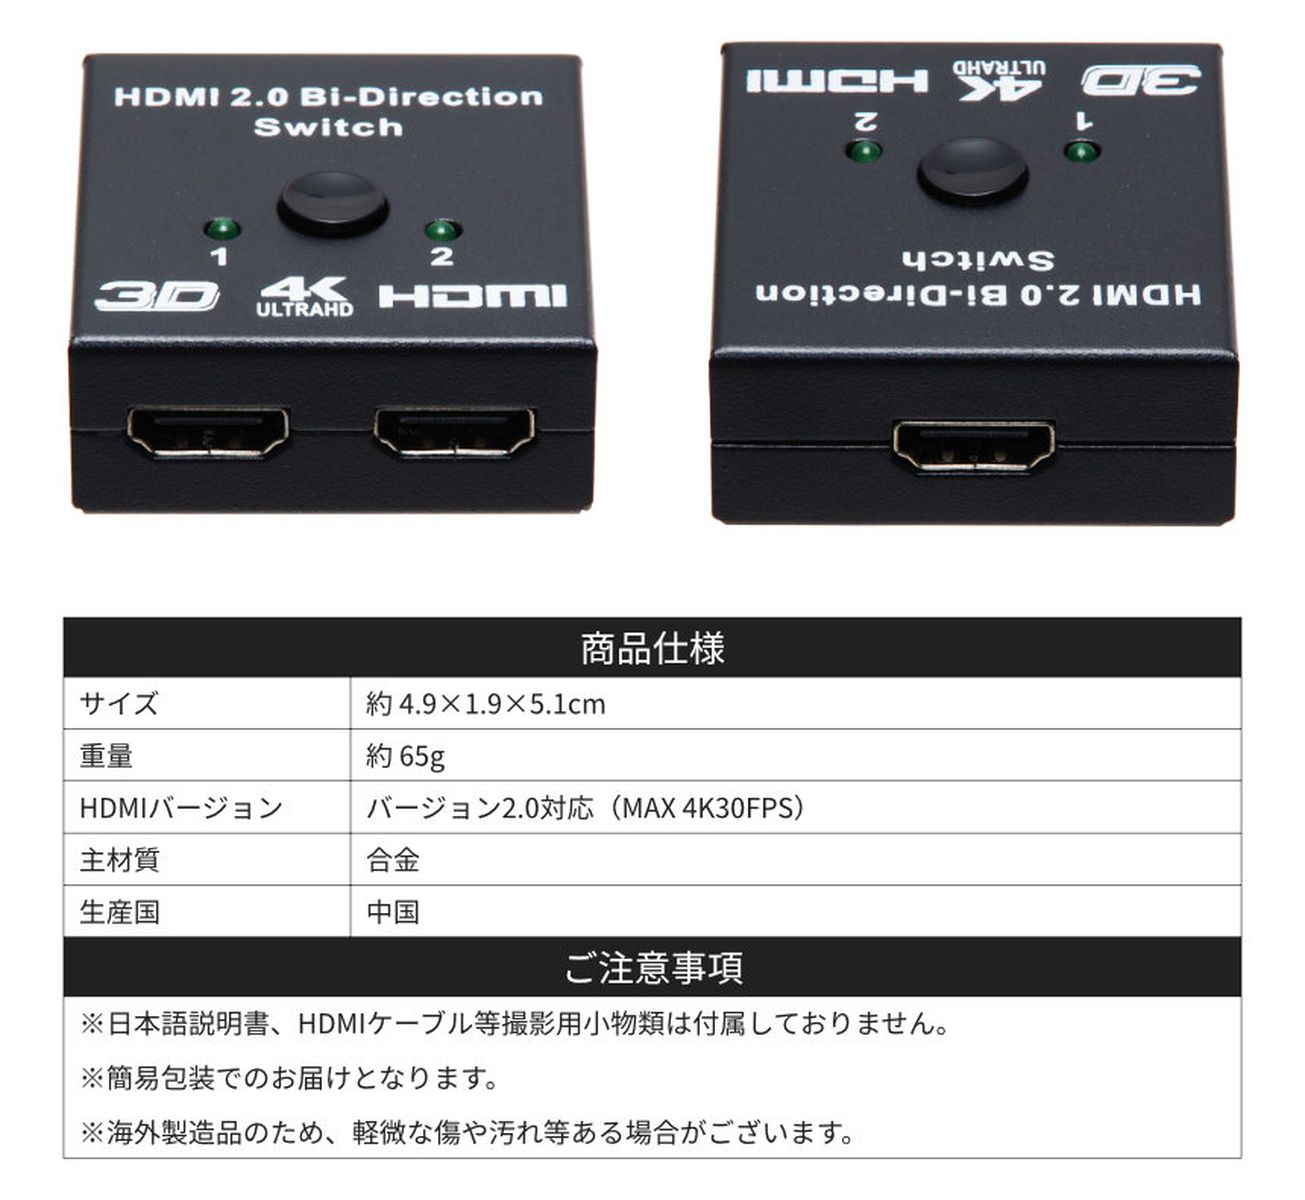 HDMI 2.0 Bi-Direction
Switch
1
2
3D
4K
ULTRAHD
HDMI
HDMI
4K
ULTRAHD
3D
2
1
Switch
HDMI 2.0 Bi-Direction
商品仕様
サイズ 約 4.9×1.9×5.1cm
重量 約 65g
HDMIバージョン バージョン2.0対応（MAX 4K30FPS）
主材質 合金
生産国 中国
ご注意事項
※日本語説明書、HDMIケーブル等撮影用小物類は付属しておりません。
※簡易包装でのお届けとなります。
※海外製造品のため、軽微な傷や汚れ等ある場合がございます。